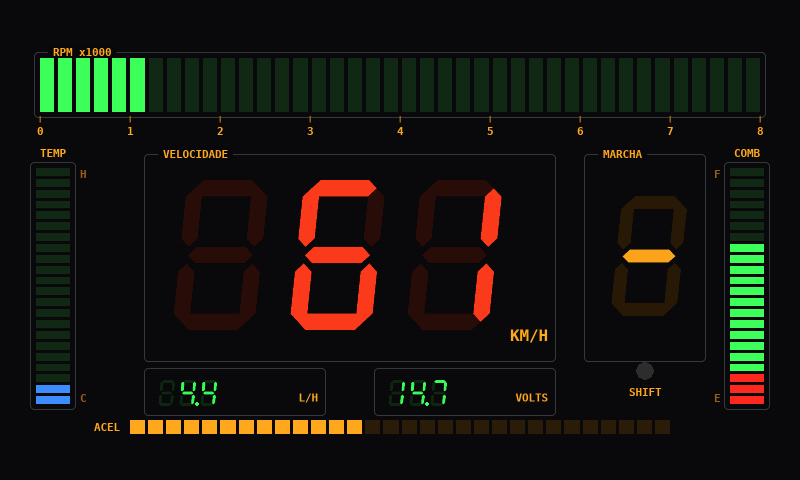 RPM x1000
0 1 2 3 4 5 6 7 8
TEMP
VELOCIDADE
MARCHA
COMB
H
F
61
-
KM/H
4.4 L/H
14.7 VOLTS
SHIFT
C
E
ACEL